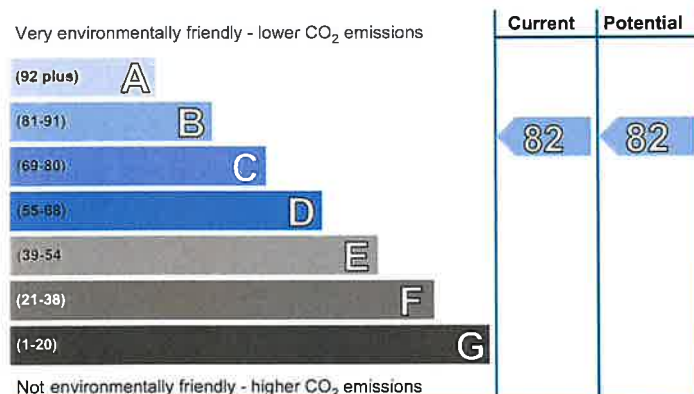 Current Potential
Very environmentally friendly - lower CO₂ emissions
(92 plus) A
(81-91) B 82 82
(69-80) C
(55-68) D
(39-54 E
(21-38) F
(1-20) G
Not environmentally friendly - higher CO₂ emissions